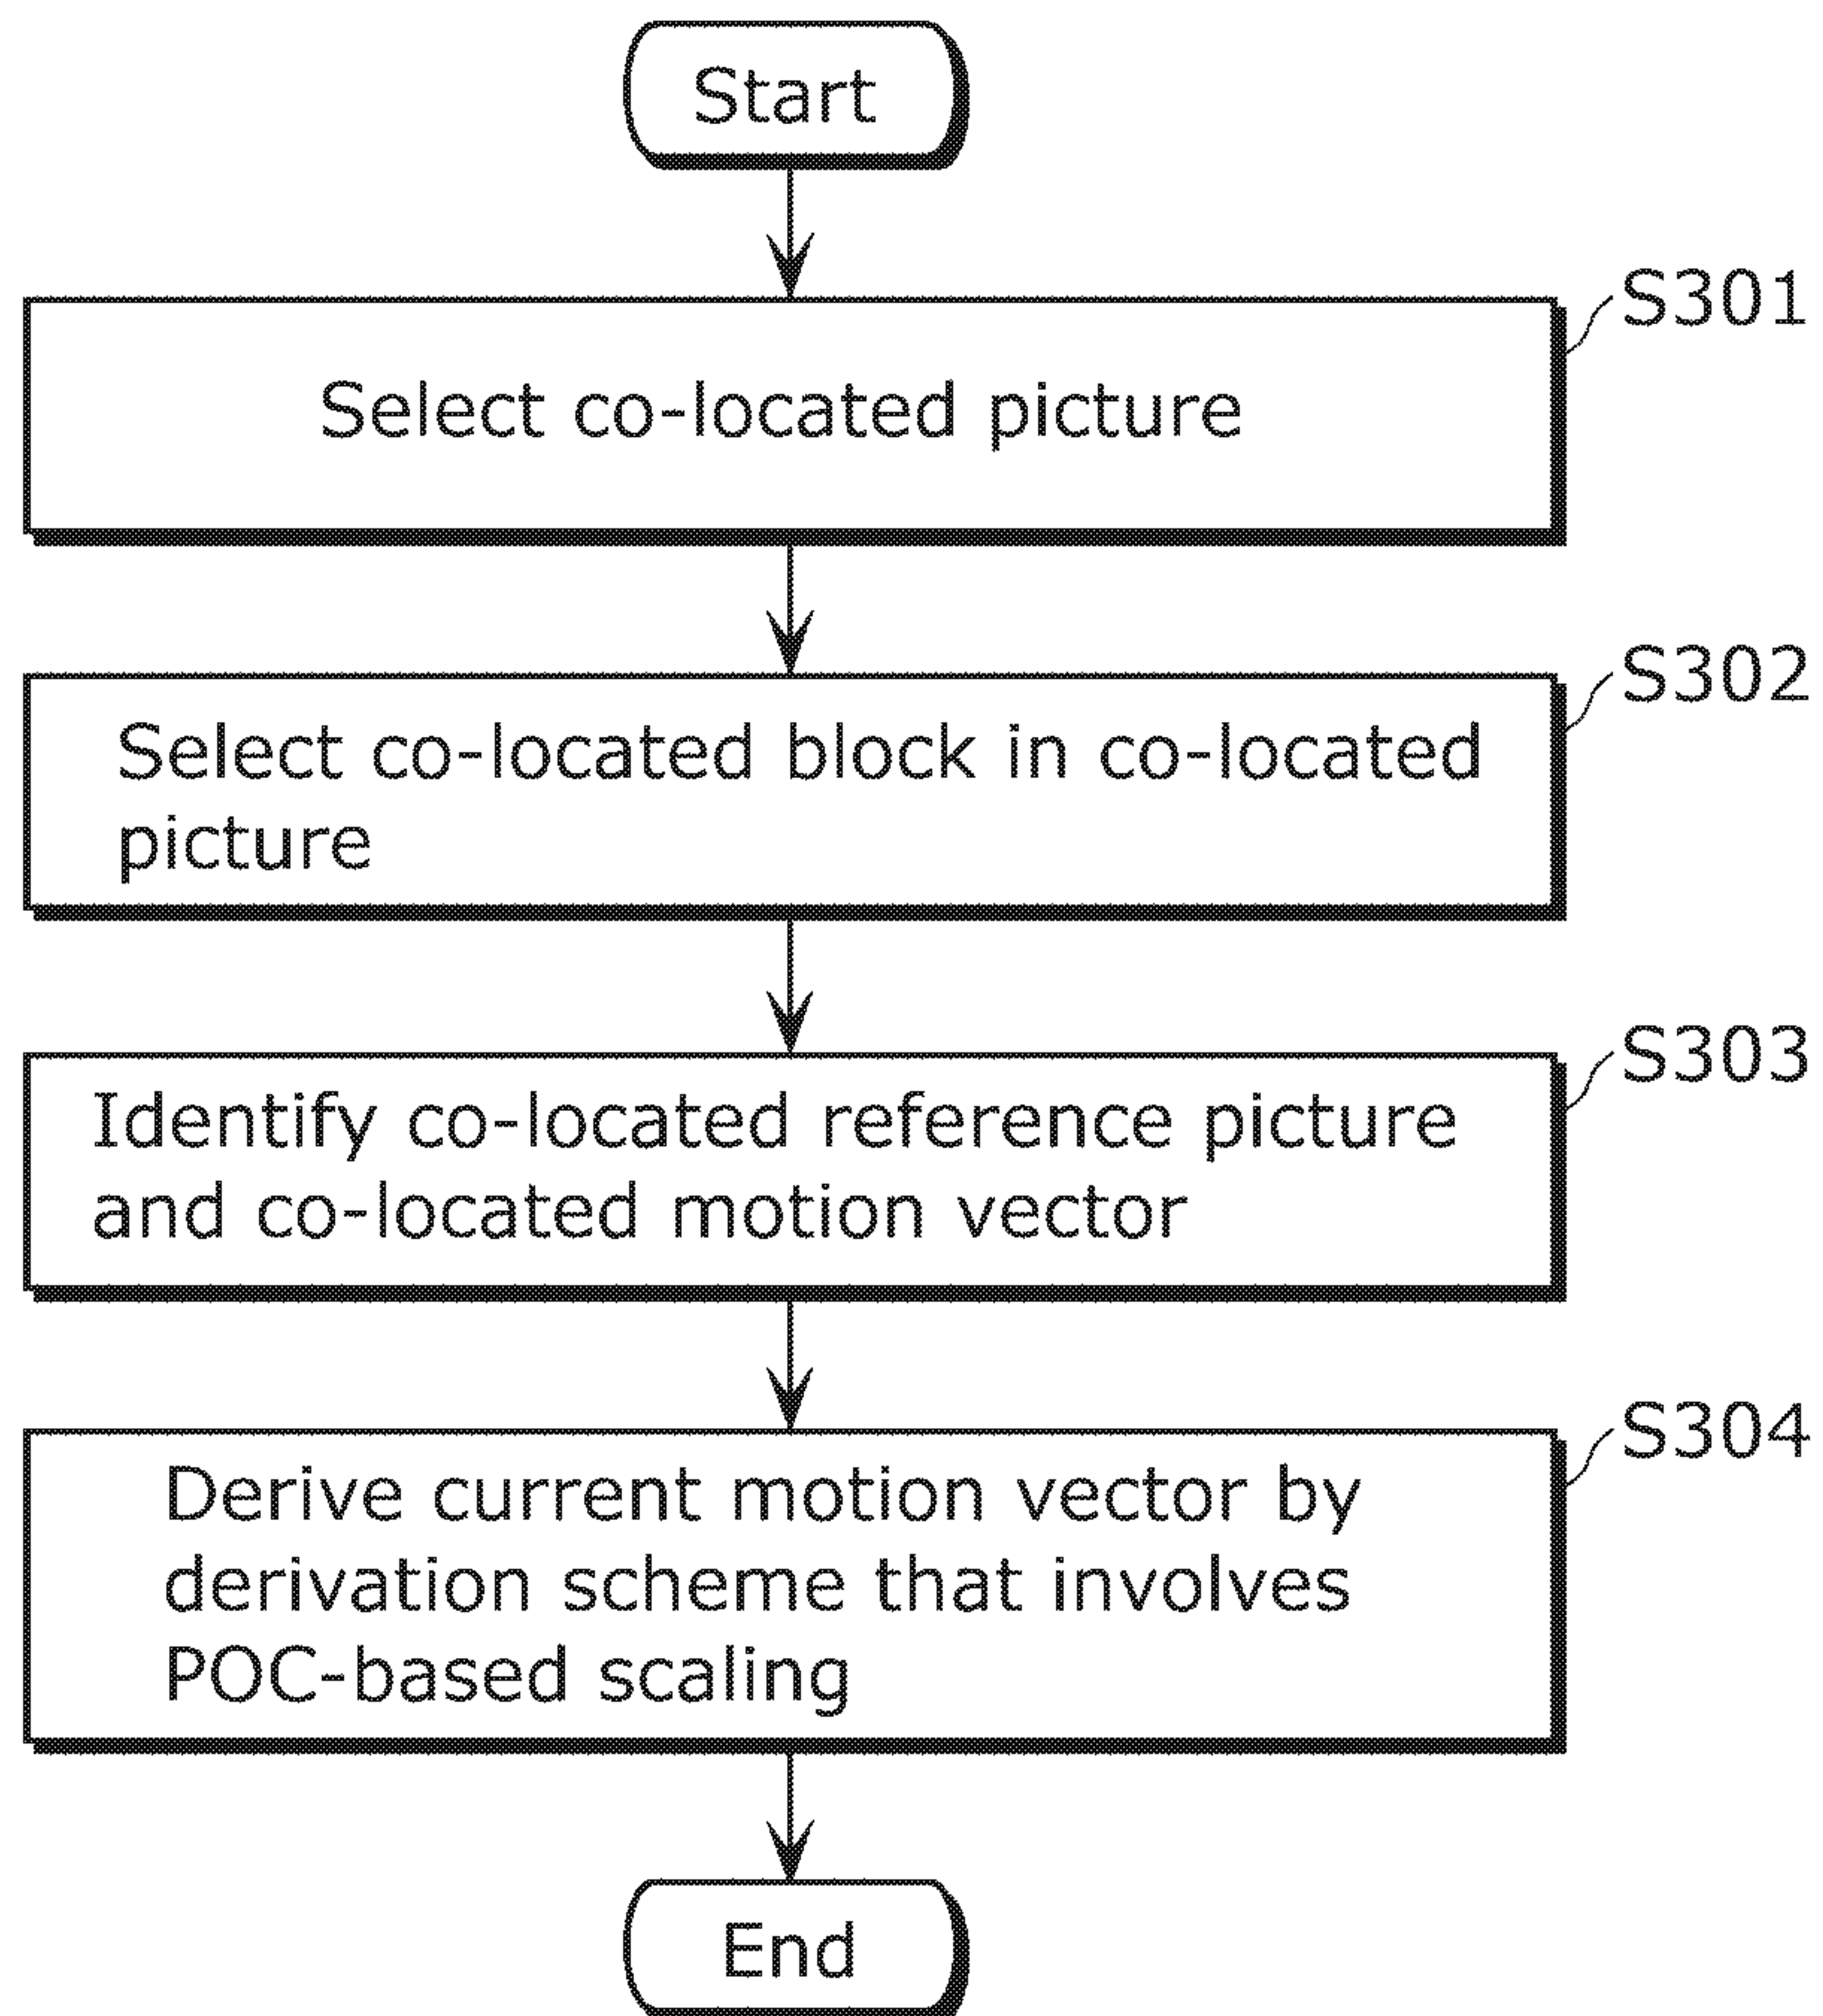 Start
S301
Select co-located picture
S302
Select co-located block in co-located
picture
S303
Identify co-located reference picture
and co-located motion vector
S304
Derive current motion vector by
derivation scheme that involves
POC-based scaling
End